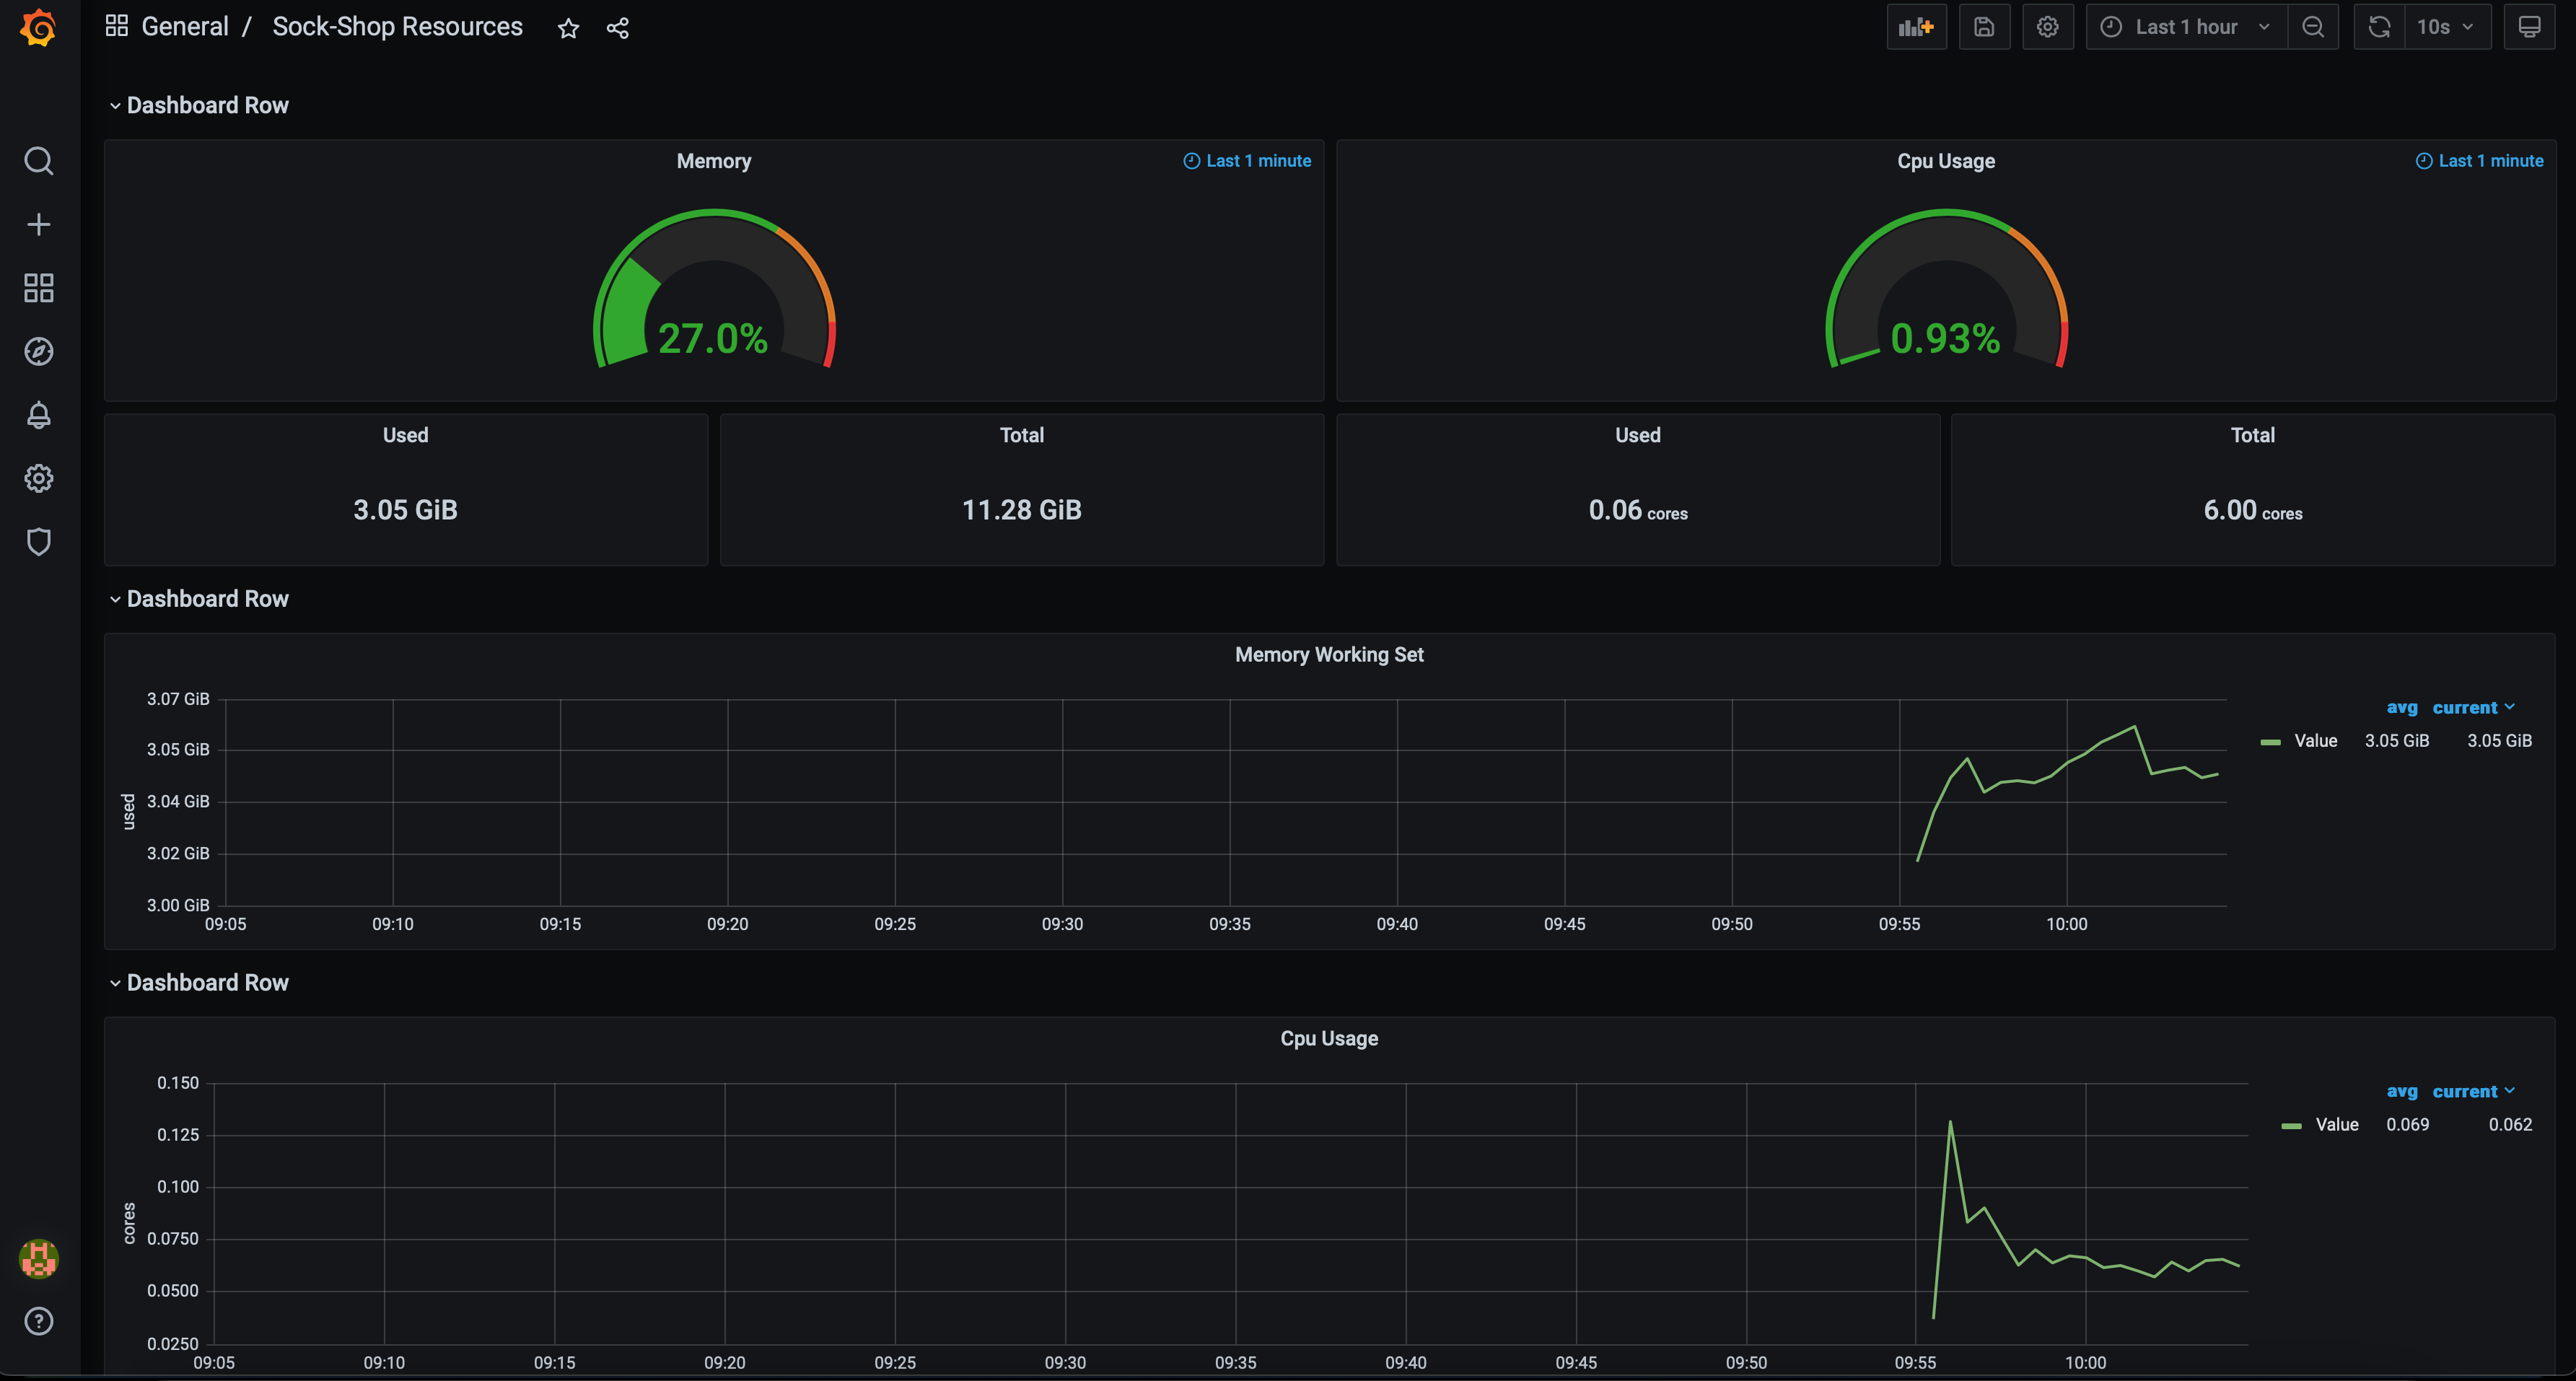 General / Sock-Shop Resources
Last 1 hour
10s
Dashboard Row
Memory
Last 1 minute
27.0%
Cpu Usage
Last 1 minute
0.93%
Used
3.05 GiB
Total
11.28 GiB
Used
0.06 cores
Total
6.00 cores
Dashboard Row
Memory Working Set
3.07 GiB
3.05 GiB
3.04 GiB
3.02 GiB
3.00 GiB
used
09:05 09:10 09:15 09:20 09:25 09:30 09:35 09:40 09:45 09:50 09:55 10:00
avg current
Value 3.05 GiB 3.05 GiB
Dashboard Row
Cpu Usage
0.150
0.125
0.100
0.0750
0.0500
0.0250
cores
09:05 09:10 09:15 09:20 09:25 09:30 09:35 09:40 09:45 09:50 09:55 10:00
avg current
Value 0.069 0.062